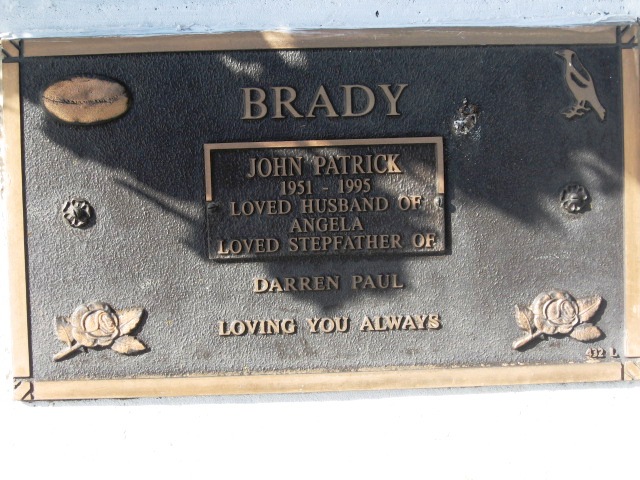 BRADY
JOHN PATRICK
1951 - 1995
LOVED HUSBAND OF
ANGELA
LOVED STEPFATHER OF
DARREN PAUL
LOVING YOU ALWAYS
432 L